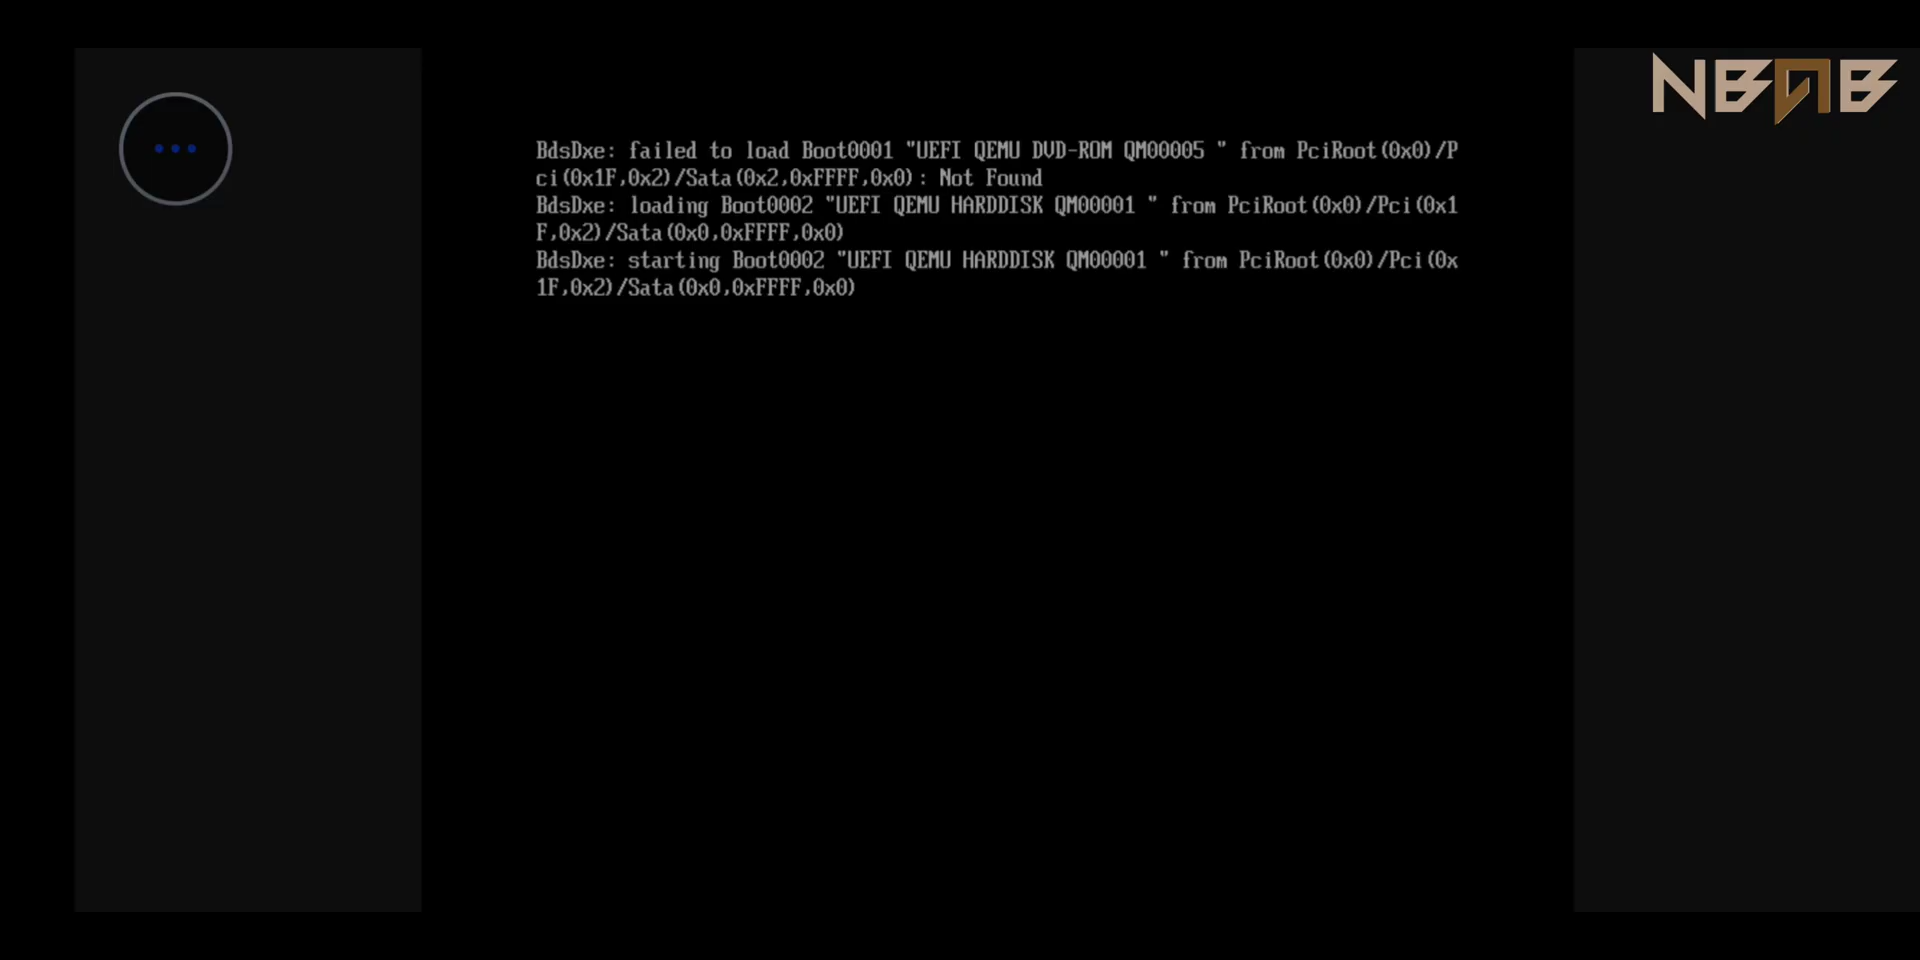 NBAB
BdsDxe: failed to load Boot0001 "UEFI QEMU DVD-ROM QM00005 " from PciRoot(0x0)/P
ci(0x1F,0x2)/Sata(0x2,0xFFFF,0x0): Not Found
BdsDxe: loading Boot0002 "UEFI QEMU HARDDISK QM00001 " from PciRoot(0x0)/Pci(0x1
F,0x2)/Sata(0x0,0xFFFF,0x0)
BdsDxe: starting Boot0002 "UEFI QEMU HARDDISK QM00001 " from PciRoot(0x0)/Pci(0x
1F,0x2)/Sata(0x0,0xFFFF,0x0)